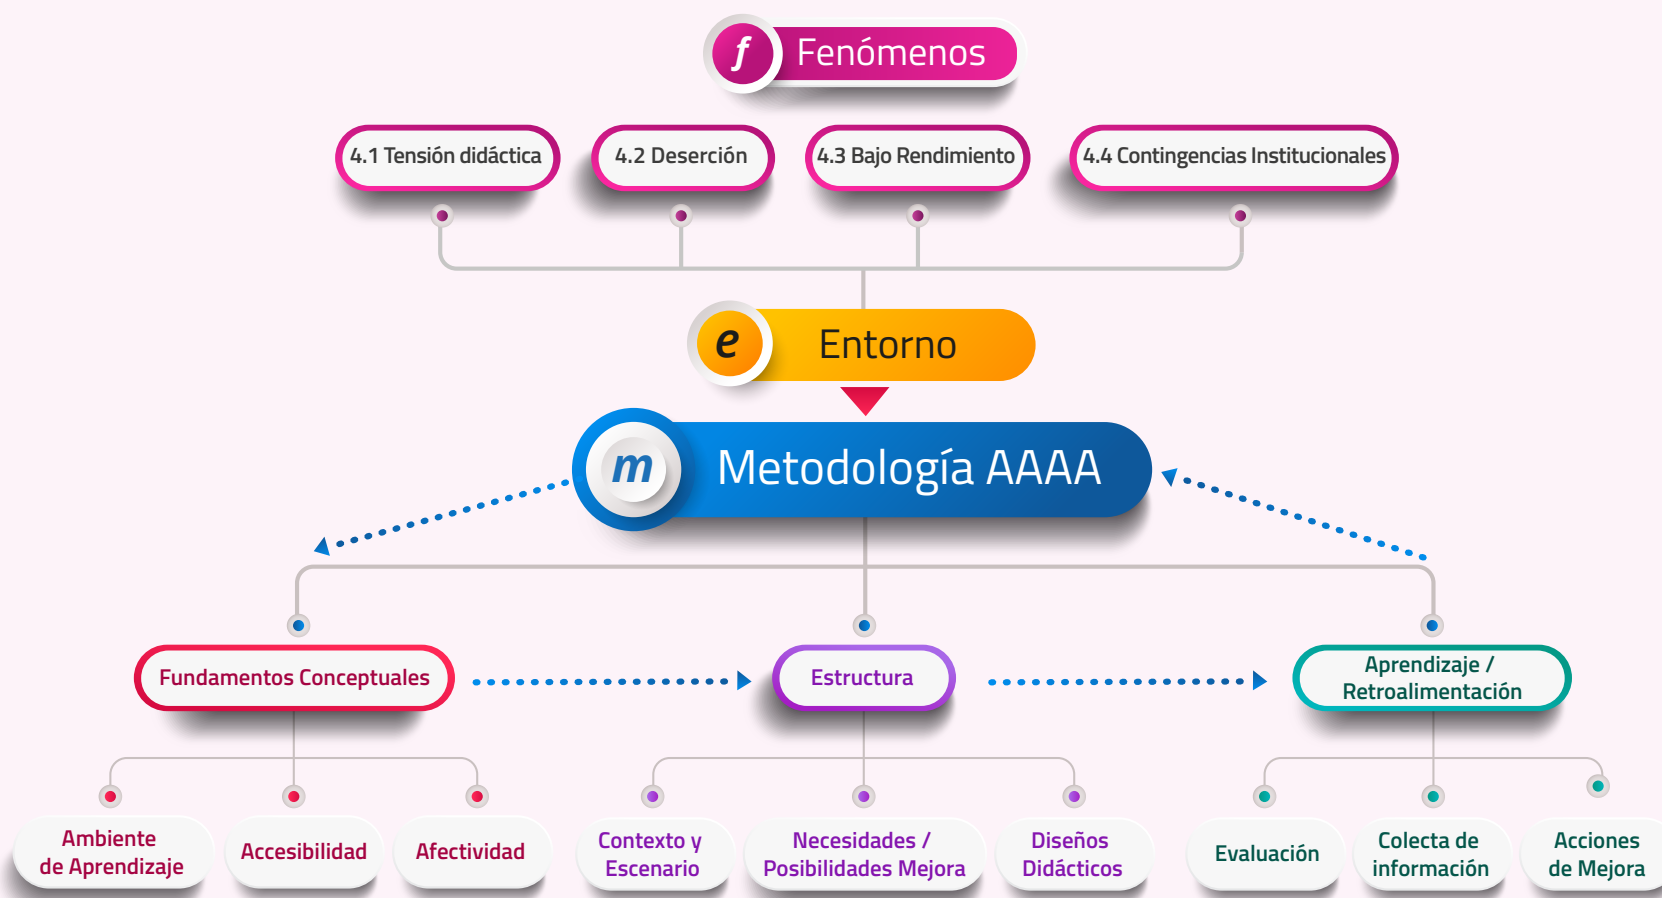 f Fenómenos
4.1 Tensión didáctica
4.2 Deserción
4.3 Bajo Rendimiento
4.4 Contingencias Institucionales
e Entorno
m Metodología AAAA
Fundamentos Conceptuales
Estructura
Aprendizaje /
Retroalimentación
Ambiente
de Aprendizaje
Accesibilidad
Afectividad
Contexto y
Escenario
Necesidades /
Posibilidades Mejora
Diseños
Didácticos
Evaluación
Colecta de
información
Acciones
de Mejora